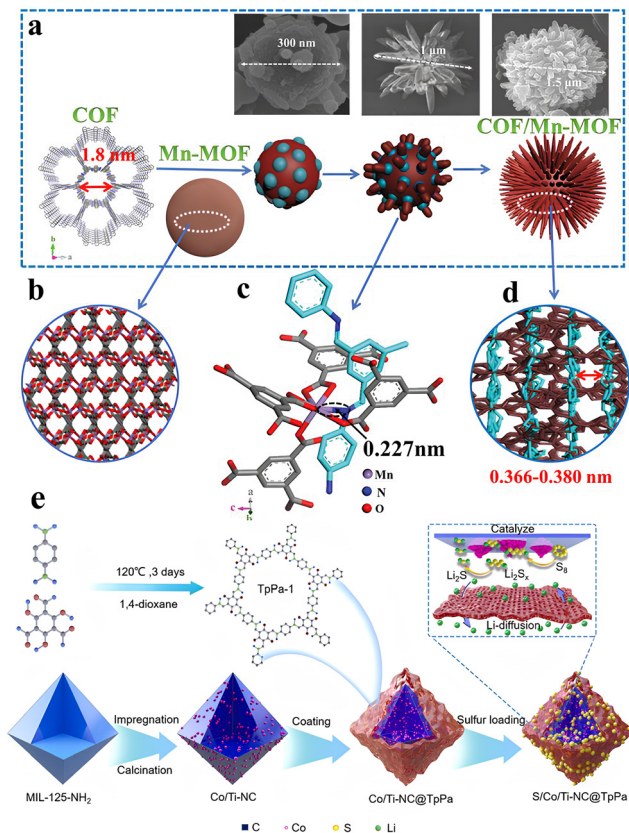 a
300 nm
1 μm
1.5 μm
COF
1.8 nm
Mn-MOF
COF/Mn-MOF
b
a
b
c
d
0.227nm
Mn
N
O
a
c
b
0.366-0.380 nm
e
120℃ ,3 days
1,4-dioxane
TpPa-1
Catalyze
Li₂S
Li₂Sₓ
S₈
Li-diffusion
Impregnation
Calcination
Coating
Sulfur loading
MIL-125-NH₂
Co/Ti-NC
Co/Ti-NC@TpPa
S/Co/Ti-NC@TpPa
C
Co
S
Li